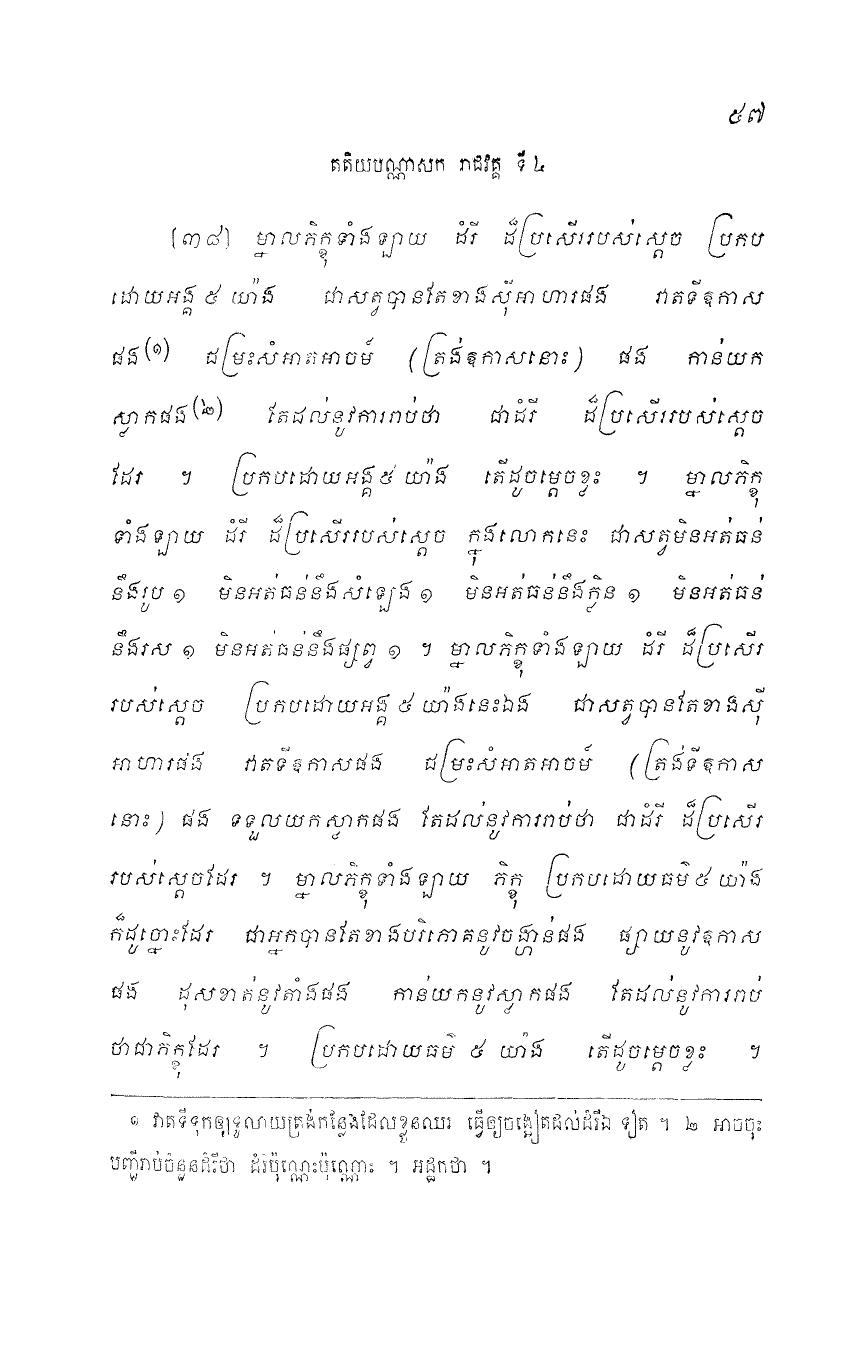 ៥៧
តតិយបណ្ណាសក រាជវគ្គ ទី ៤
[៣៨] ម្នាលភិក្ខុទាំងឡាយ ដំរី ដ៏ប្រសើររបស់ស្តេច ប្រកប
ដោយអង្គ ៥ យ៉ាង ជាសត្វបានតែខាងស៊ីអាហារផង រាតទីឱកាស
ផង(១) ជម្រះសំអាតអាចម៍ (ត្រង់ឱកាសនោះ) ផង កាន់យក
ស្លាកផង(២) តែដល់នូវការរាប់ថា ជាដំរី ដ៏ប្រសើររបស់ស្តេច
ដែរ ។ ប្រកបដោយអង្គ ៥ យ៉ាង តើដូចម្តេចខ្លះ ។ ម្នាលភិក្ខុ
ទាំងឡាយ ដំរី ដ៏ប្រសើររបស់ស្តេច ក្នុងលោកនេះ ជាសត្វមិនអត់ធន់
នឹងរូប ១ មិនអត់ធន់នឹងសំឡេង ១ មិនអត់ធន់នឹងក្លិន ១ មិនអត់ធន់
នឹងរស ១ មិនអត់ធន់នឹងផ្សព្វ ១ ។ ម្នាលភិក្ខុទាំងឡាយ ដំរី ដ៏ប្រសើរ
របស់ស្តេច ប្រកបដោយអង្គ ៥ យ៉ាងនេះឯង ជាសត្វបានតែខាងស៊ី
អាហារផង រាតទីឱកាសផង ជម្រះសំអាតអាចម៍ (ត្រង់ទីឱកាស
នោះ) ផង ទទួលយកស្លាកផង តែដល់នូវការរាប់ថា ជាដំរី ដ៏ប្រសើរ
របស់ស្តេចដែរ ។ ម្នាលភិក្ខុទាំងឡាយ ភិក្ខុ ប្រកបដោយធម៌ ៥ យ៉ាង
ក៏ដូច្នោះដែរ ជាអ្នកបានតែខាងបរិភោគនូវចង្ហាន់ផង ផ្សាយនូវឱកាស
ផង ដុសខាត់នូវតាំងផង កាន់យកនូវស្លាកផង តែដល់នូវការរាប់
ថាជាភិក្ខុដែរ ។ ប្រកបដោយធម៌ ៥ យ៉ាង តើដូចម្តេចខ្លះ ។
១ រាតទីទុកឲ្យទូលាយត្រង់កន្លែងដែលខ្លួនឈរ ធ្វើឲ្យចង្អៀតដល់ដំរីឯ ទៀត ។ ២ អាចចុះ
បញ្ជីរាប់ចំនួនដំរីថា ដំរីប៉ុណ្ណេះប៉ុណ្ណោះ ។ អដ្ឋកថា ។